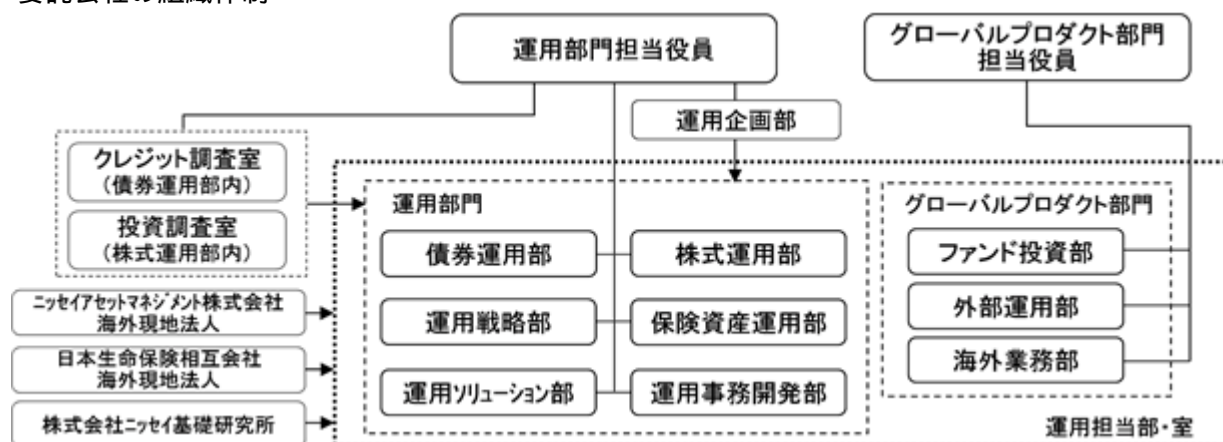 運用部門担当役員
グローバルプロダクト部門
担当役員
運用企画部
クレジット調査室
（債券運用部内）
投資調査室
（株式運用部内）
運用部門
債券運用部
株式運用部
運用戦略部
保険資産運用部
運用ソリューション部
運用事務開発部
グローバルプロダクト部門
ファンド投資部
外部運用部
海外業務部
ニッセイアセットマネジメント株式会社
海外現地法人
日本生命保険相互会社
海外現地法人
株式会社ニッセイ基礎研究所
運用担当部・室